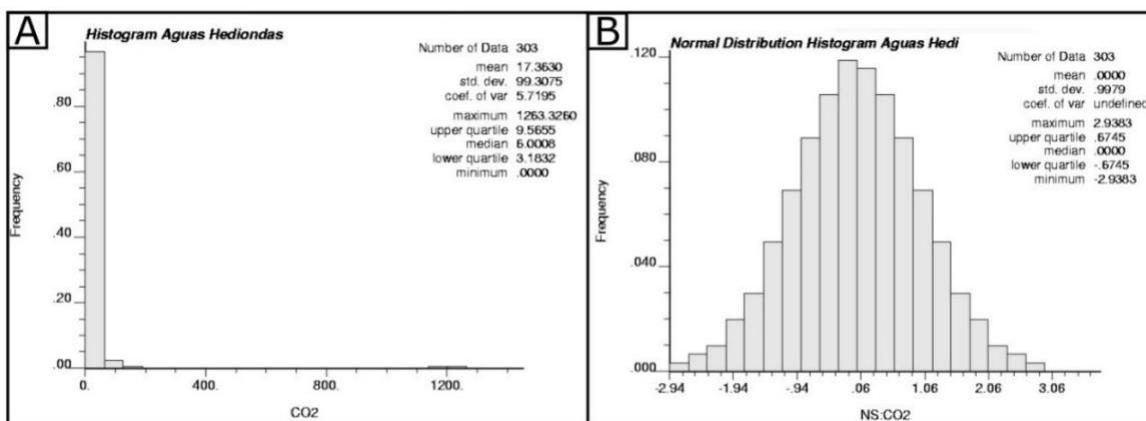 A
Histogram Aguas Hediondas
Number of Data 303
mean 17.3630
std. dev. 99.3075
coef. of var 5.7195
maximum 1263.3260
upper quartile 9.5655
median 6.0008
lower quartile 3.1832
minimum .0000
Frequency
.80
.60
.40
.20
.00
0. 400. 800. 1200.
CO2
B
Normal Distribution Histogram Aguas Hedi
Number of Data 303
mean .0000
std. dev. .9979
coef. of var undefined
maximum 2.9383
upper quartile .6745
median .0000
lower quartile -.6745
minimum -2.9383
Frequency
.120
.080
.040
.000
-2.94 -1.94 -.94 .06 1.06 2.06 3.06
NS:CO2